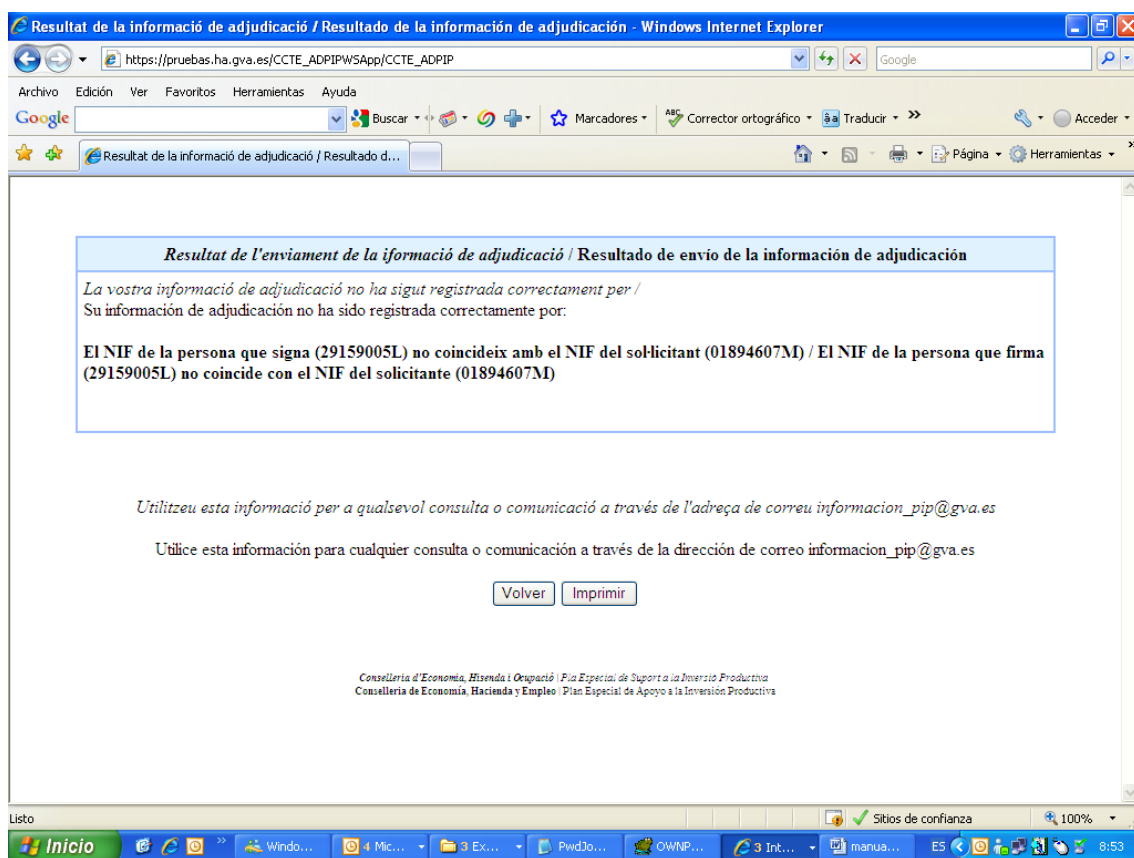 Resultat de la informació de adjudicació / Resultado de la información de adjudicación - Windows Internet Explorer
https://pruebas.ha.gva.es/CCTE_ADPIPWSApp/CCTE_ADPIP
Google
Archivo Edición Ver Favoritos Herramientas Ayuda
Google Buscar Marcadores ABC Corrector ortográfico Traducir Acceder
Resultat de la informació de adjudicació / Resultado d... Página Herramientas
Resultat de l'enviament de la iformació de adjudicació / Resultado de envío de la información de adjudicación
La vostra informació de adjudicació no ha sigut registrada correctament per /
Su información de adjudicación no ha sido registrada correctamente por:
El NIF de la persona que signa (29159005L) no coincideix amb el NIF del sol·licitant (01894607M) / El NIF de la persona que firma
(29159005L) no coincide con el NIF del solicitante (01894607M)
Utilitzeu esta informació per a qualsevol consulta o comunicació a través de l'adreça de correu informacion_pip@gva.es
Utilice esta información para cualquier consulta o comunicación a través de la dirección de correo informacion_pip@gva.es
Volver Imprimir
Conselleria d'Economia, Hisenda i Ocupació | Pla Especial de Suport a la Inversió Productiva
Conselleria de Economía, Hacienda y Empleo | Plan Especial de Apoyo a la Inversión Productiva
Listo Sitios de confianza 100%
Inicio Windo... 4 Mic... 3 Ex... PwdJo... OWNP... 3 Int... manua... ES 8:53